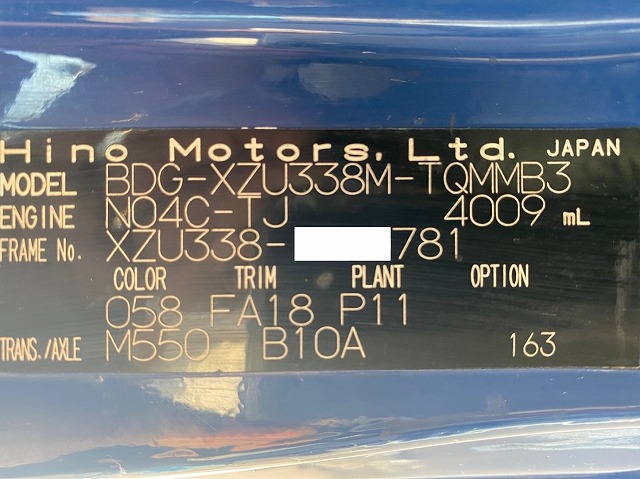 Hino Motors, Ltd. JAPAN
MODEL BDG-XZU338M-TQMMB3
ENGINE N04C-TJ 4009 mL
FRAME No. XZU338- 781
COLOR TRIM PLANT OPTION
058 FA18 P11
TRANS./AXLE M550 B10A 163